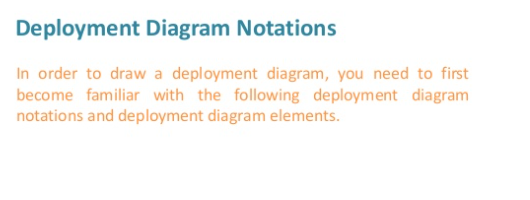 Deployment Diagram Notations
In order to draw a deployment diagram, you need to first
become familiar with the following deployment diagram
notations and deployment diagram elements.